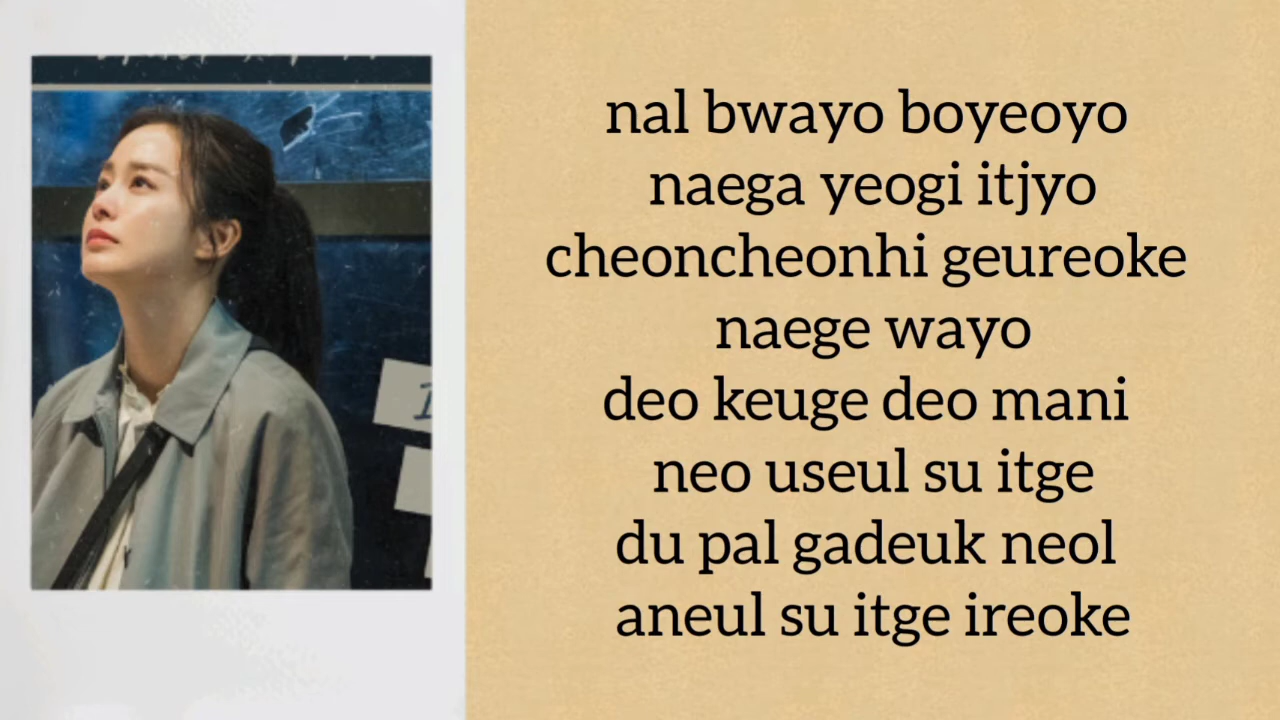 nal bwayo boyeoyo
naega yeogi itjyo
cheoncheonhi geureoke
naege wayo
deo keuge deo mani
neo useul su itge
du pal gadeuk neol
aneul su itge ireoke